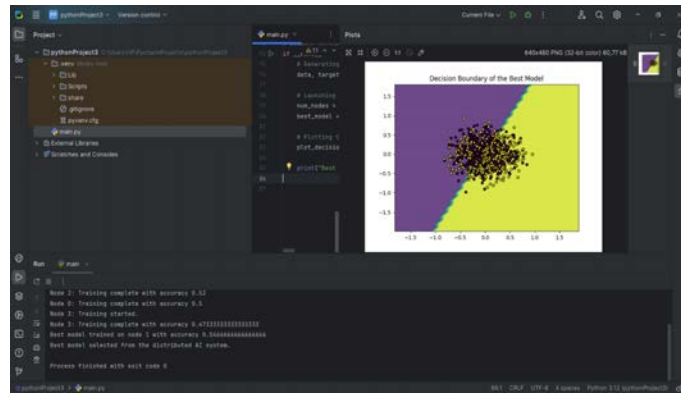 pythonProject3
Version control
Current File
Project
main.py
Plots
pythonProject3
.venv
Lib
Scripts
share
.gitignore
pyvenv.cfg
main.py
External Libraries
Scratches and Consoles
# Generating
data, target
# Launching
num_nodes =
best_model =
# Plotting
plot_decisio
print("Best
640x480 PNG (32-bit color) 60,77 kB
Decision Boundary of the Best Model
1.5
1.0
0.5
0.0
-0.5
-1.0
-1.5
-1.5 -1.0 -0.5 0.0 0.5 1.0 1.5
Run
main
Node 2: Training complete with accuracy 0.52
Node 0: Training complete with accuracy 0.5
Node 3: Training started.
Node 3: Training complete with accuracy
Best model trained on node 1 with accuracy
Best model selected from the distributed AI system.
Process finished with exit code 0
pythonProject3 > main.py
CRLF UTF-8 4 spaces Python 3.12 (pythonProject3)